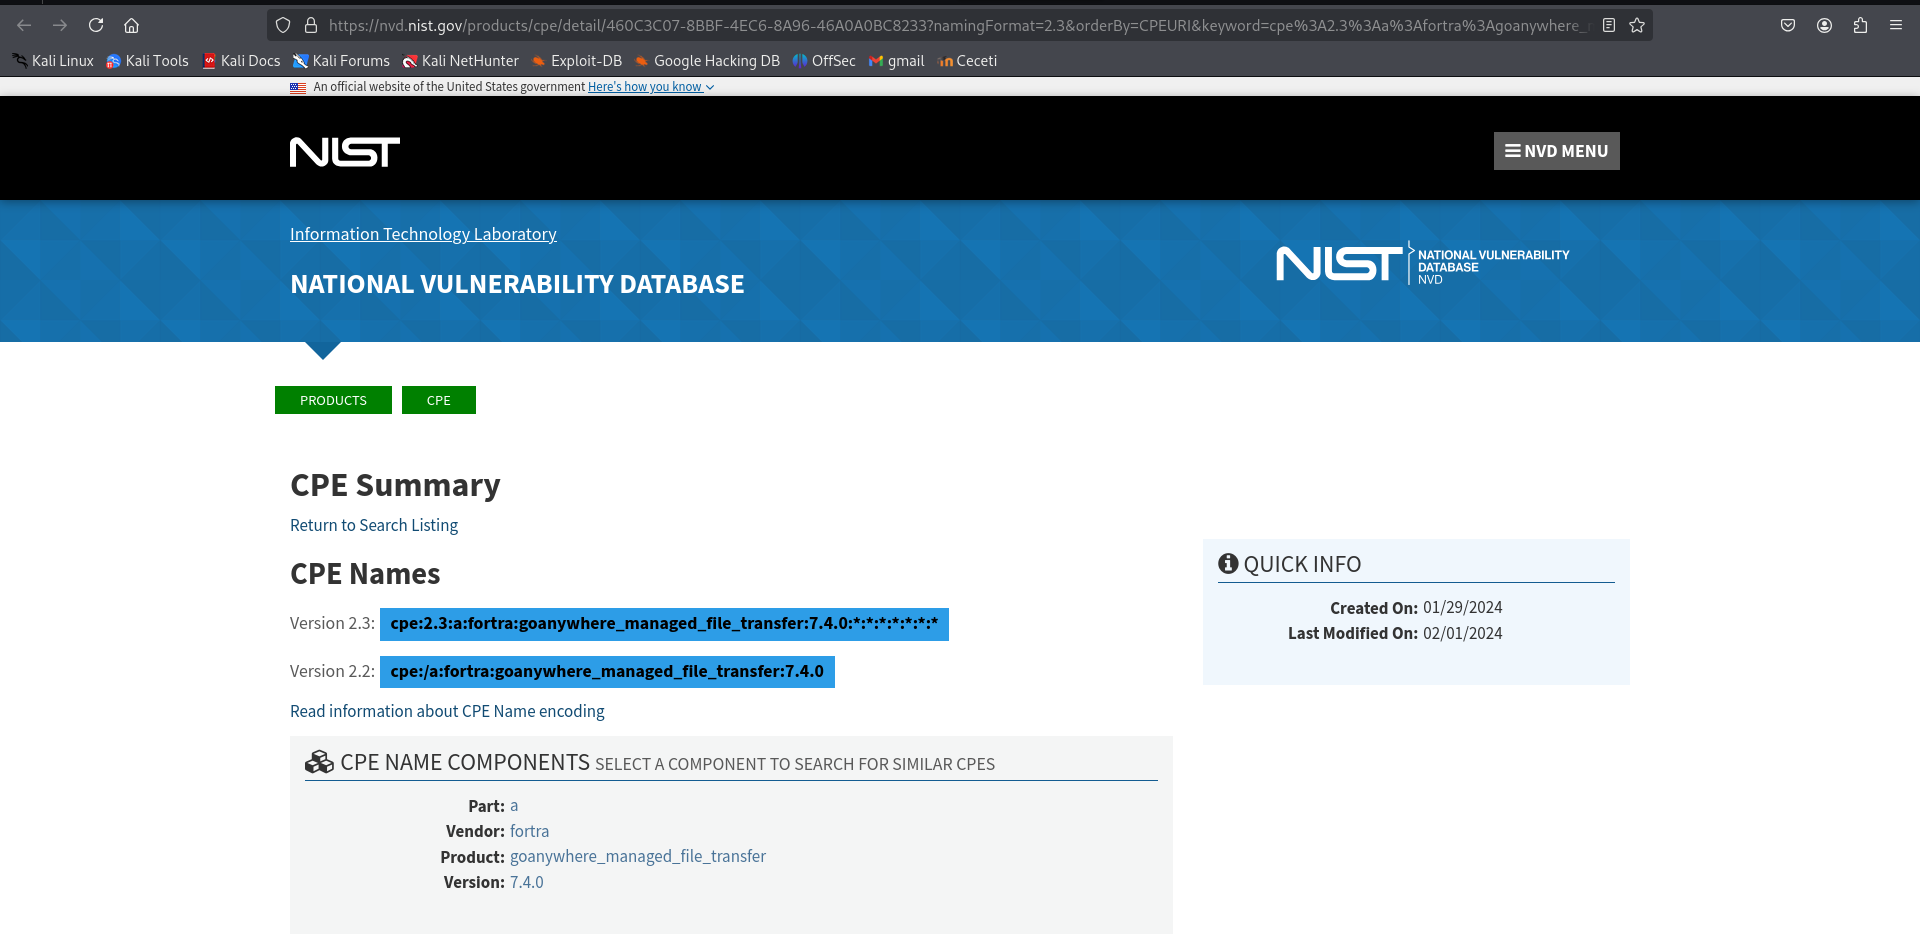 https://nvd.nist.gov/products/cpe/detail/460C3C07-8BBF-4EC6-8A96-46A0A0BC8233?namingFormat=2.3&orderBy=CPEURI&keyword=cpe%3A2.3%3Aa%3Afortra%3Agoanywhere_
Kali Linux Kali Tools Kali Docs Kali Forums Kali NetHunter Exploit-DB Google Hacking DB OffSec gmail Ceceti
An official website of the United States government Here's how you know
NIST
NVD MENU
Information Technology Laboratory
NATIONAL VULNERABILITY DATABASE
NIST
NATIONAL VULNERABILITY
DATABASE
NVD
PRODUCTS CPE
CPE Summary
Return to Search Listing
CPE Names
Version 2.3: cpe:2.3:a:fortra:goanywhere_managed_file_transfer:7.4.0:*:*:*:*:*:*:*
Version 2.2: cpe:/a:fortra:goanywhere_managed_file_transfer:7.4.0
Read information about CPE Name encoding
CPE NAME COMPONENTS SELECT A COMPONENT TO SEARCH FOR SIMILAR CPES
Part: a
Vendor: fortra
Product: goanywhere_managed_file_transfer
Version: 7.4.0
QUICK INFO
Created On: 01/29/2024
Last Modified On: 02/01/2024